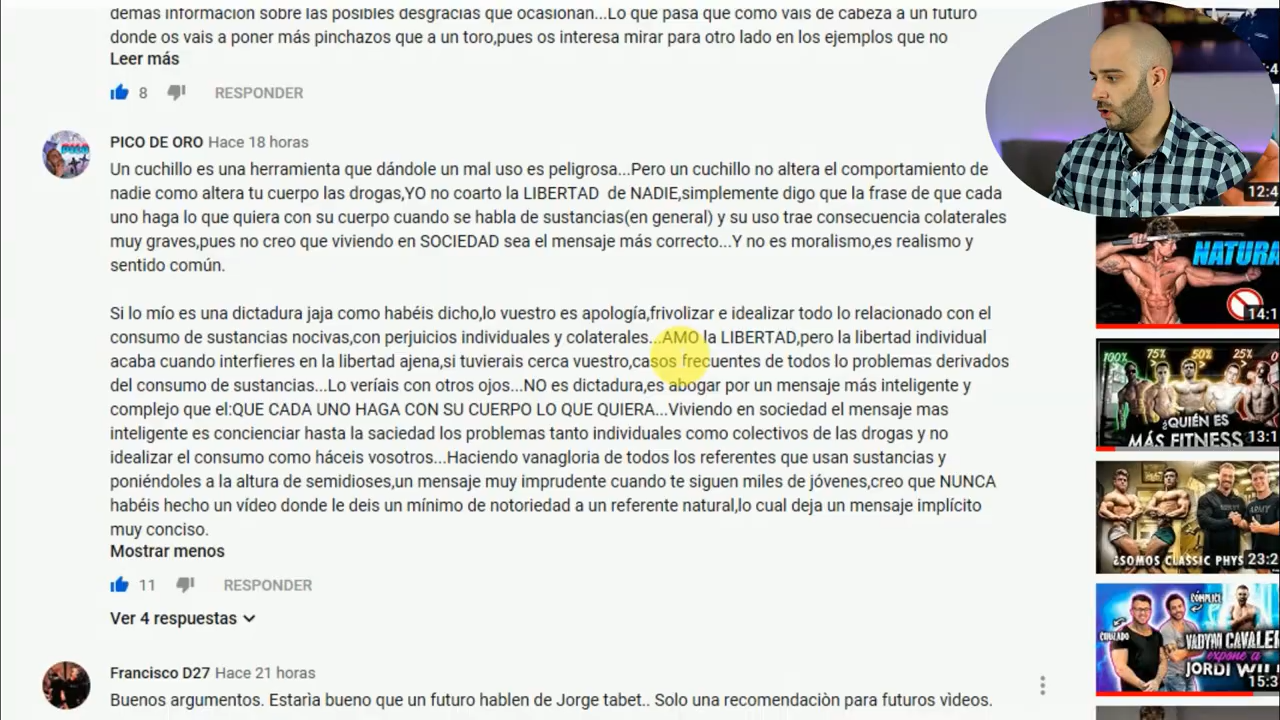 demás información sobre las posibles desgracias que ocasionan...Lo que pasa que como vais de cabeza a un futuro
donde os vais a poner más pinchazos que a un toro,pues os interesa mirar para otro lado en los ejemplos que no
Leer más
8 RESPONDER
PICO DE ORO Hace 18 horas
Un cuchillo es una herramienta que dándole un mal uso es peligrosa...Pero un cuchillo no altera el comportamiento de
nadie como altera tu cuerpo las drogas,YO no coarto la LIBERTAD de NADIE,simplemente digo que la frase de que cada
uno haga lo que quiera con su cuerpo cuando se habla de sustancias(en general) y su uso trae consecuencia colaterales
muy graves,pues no creo que viviendo en SOCIEDAD sea el mensaje más correcto...Y no es moralismo,es realismo y
sentido común.
Si lo mío es una dictadura jaja como habéis dicho,lo vuestro es apología,frivolizar e idealizar todo lo relacionado con el
consumo de sustancias nocivas,con perjuicios individuales y colaterales...AMO la LIBERTAD,pero la libertad individual
acaba cuando interfieres en la libertad ajena,si tuvierais cerca vuestro,casos frecuentes de todos lo problemas derivados
del consumo de sustancias...Lo veríais con otros ojos...NO es dictadura,es abogar por un mensaje más inteligente y
complejo que el:QUE CADA UNO HAGA CON SU CUERPO LO QUE QUIERA...Viviendo en sociedad el mensaje mas
inteligente es concienciar hasta la saciedad los problemas tanto individuales como colectivos de las drogas y no
idealizar el consumo como háceis vosotros...Haciendo vanagloria de todos los referentes que usan sustancias y
poniéndoles a la altura de semidioses,un mensaje muy imprudente cuando te siguen miles de jóvenes,creo que NUNCA
habéis hecho un vídeo donde le deis un mínimo de notoriedad a un referente natural,lo cual deja un mensaje implícito
muy conciso.
Mostrar menos
11 RESPONDER
Ver 4 respuestas
Francisco D27 Hace 21 horas
Buenos argumentos. Estarìa bueno que un futuro hablen de Jorge tabet.. Solo una recomendaciòn para futuros vìdeos.
12:4
NATURA
14:1
100% 75% 50% 25%
¿QUIÉN ES
MÁS FITNESS 13:1
¿SOMOS CLASSIC PHYS 23:2
CÓMPLICE
VADYM CAVALER
expone a
JORDI WIL
15:3